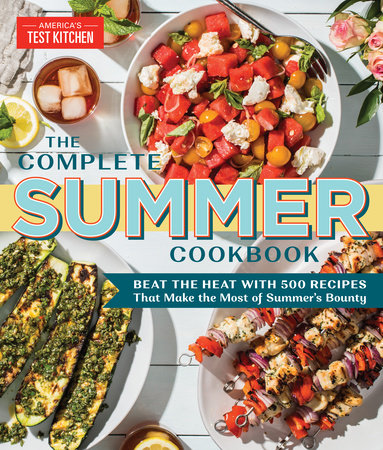 AMERICA'S
TEST KITCHEN
THE
COMPLETE
SUMMER
COOKBOOK
BEAT THE HEAT WITH 500 RECIPES
That Make the Most of Summer's Bounty